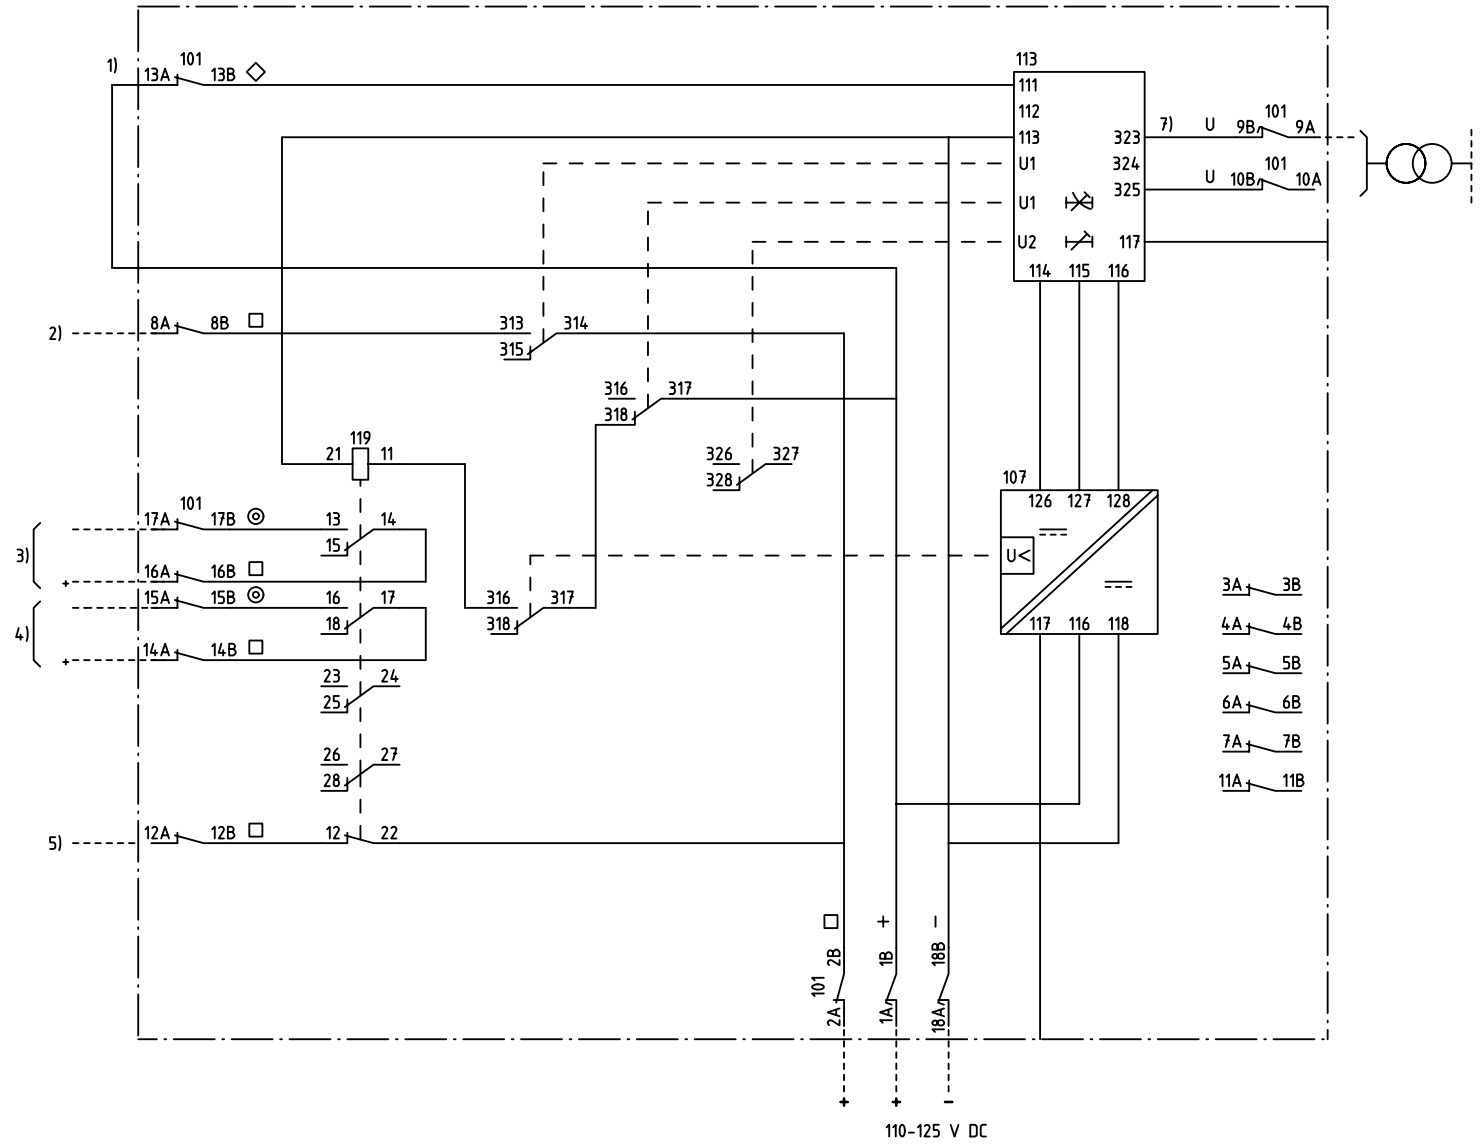 113
1) 13A 101 13B 111
112
113 323 7) U 9B 101 9A
U1 324
325 U 10B 101 10A
U1
U2 117
114 115 116
2) 8A 8B 313 314
315
316 317
318
119
21 11 326 327
328
107
126 127 128
101
17A 17B 13 14
15
3) U<
16A 16B
+
15A 15B 16 17 316 317 3A 3B
18 318 117 116 118 4A 4B
4)
14A 14B 5A 5B
+
23 24
25 6A 6B
26 27 7A 7B
28 11A 11B
5) 12A 12B 12 22
+ −
2B 1B 18B
101
2A 1A 18A
+ + −
110-125 V DC